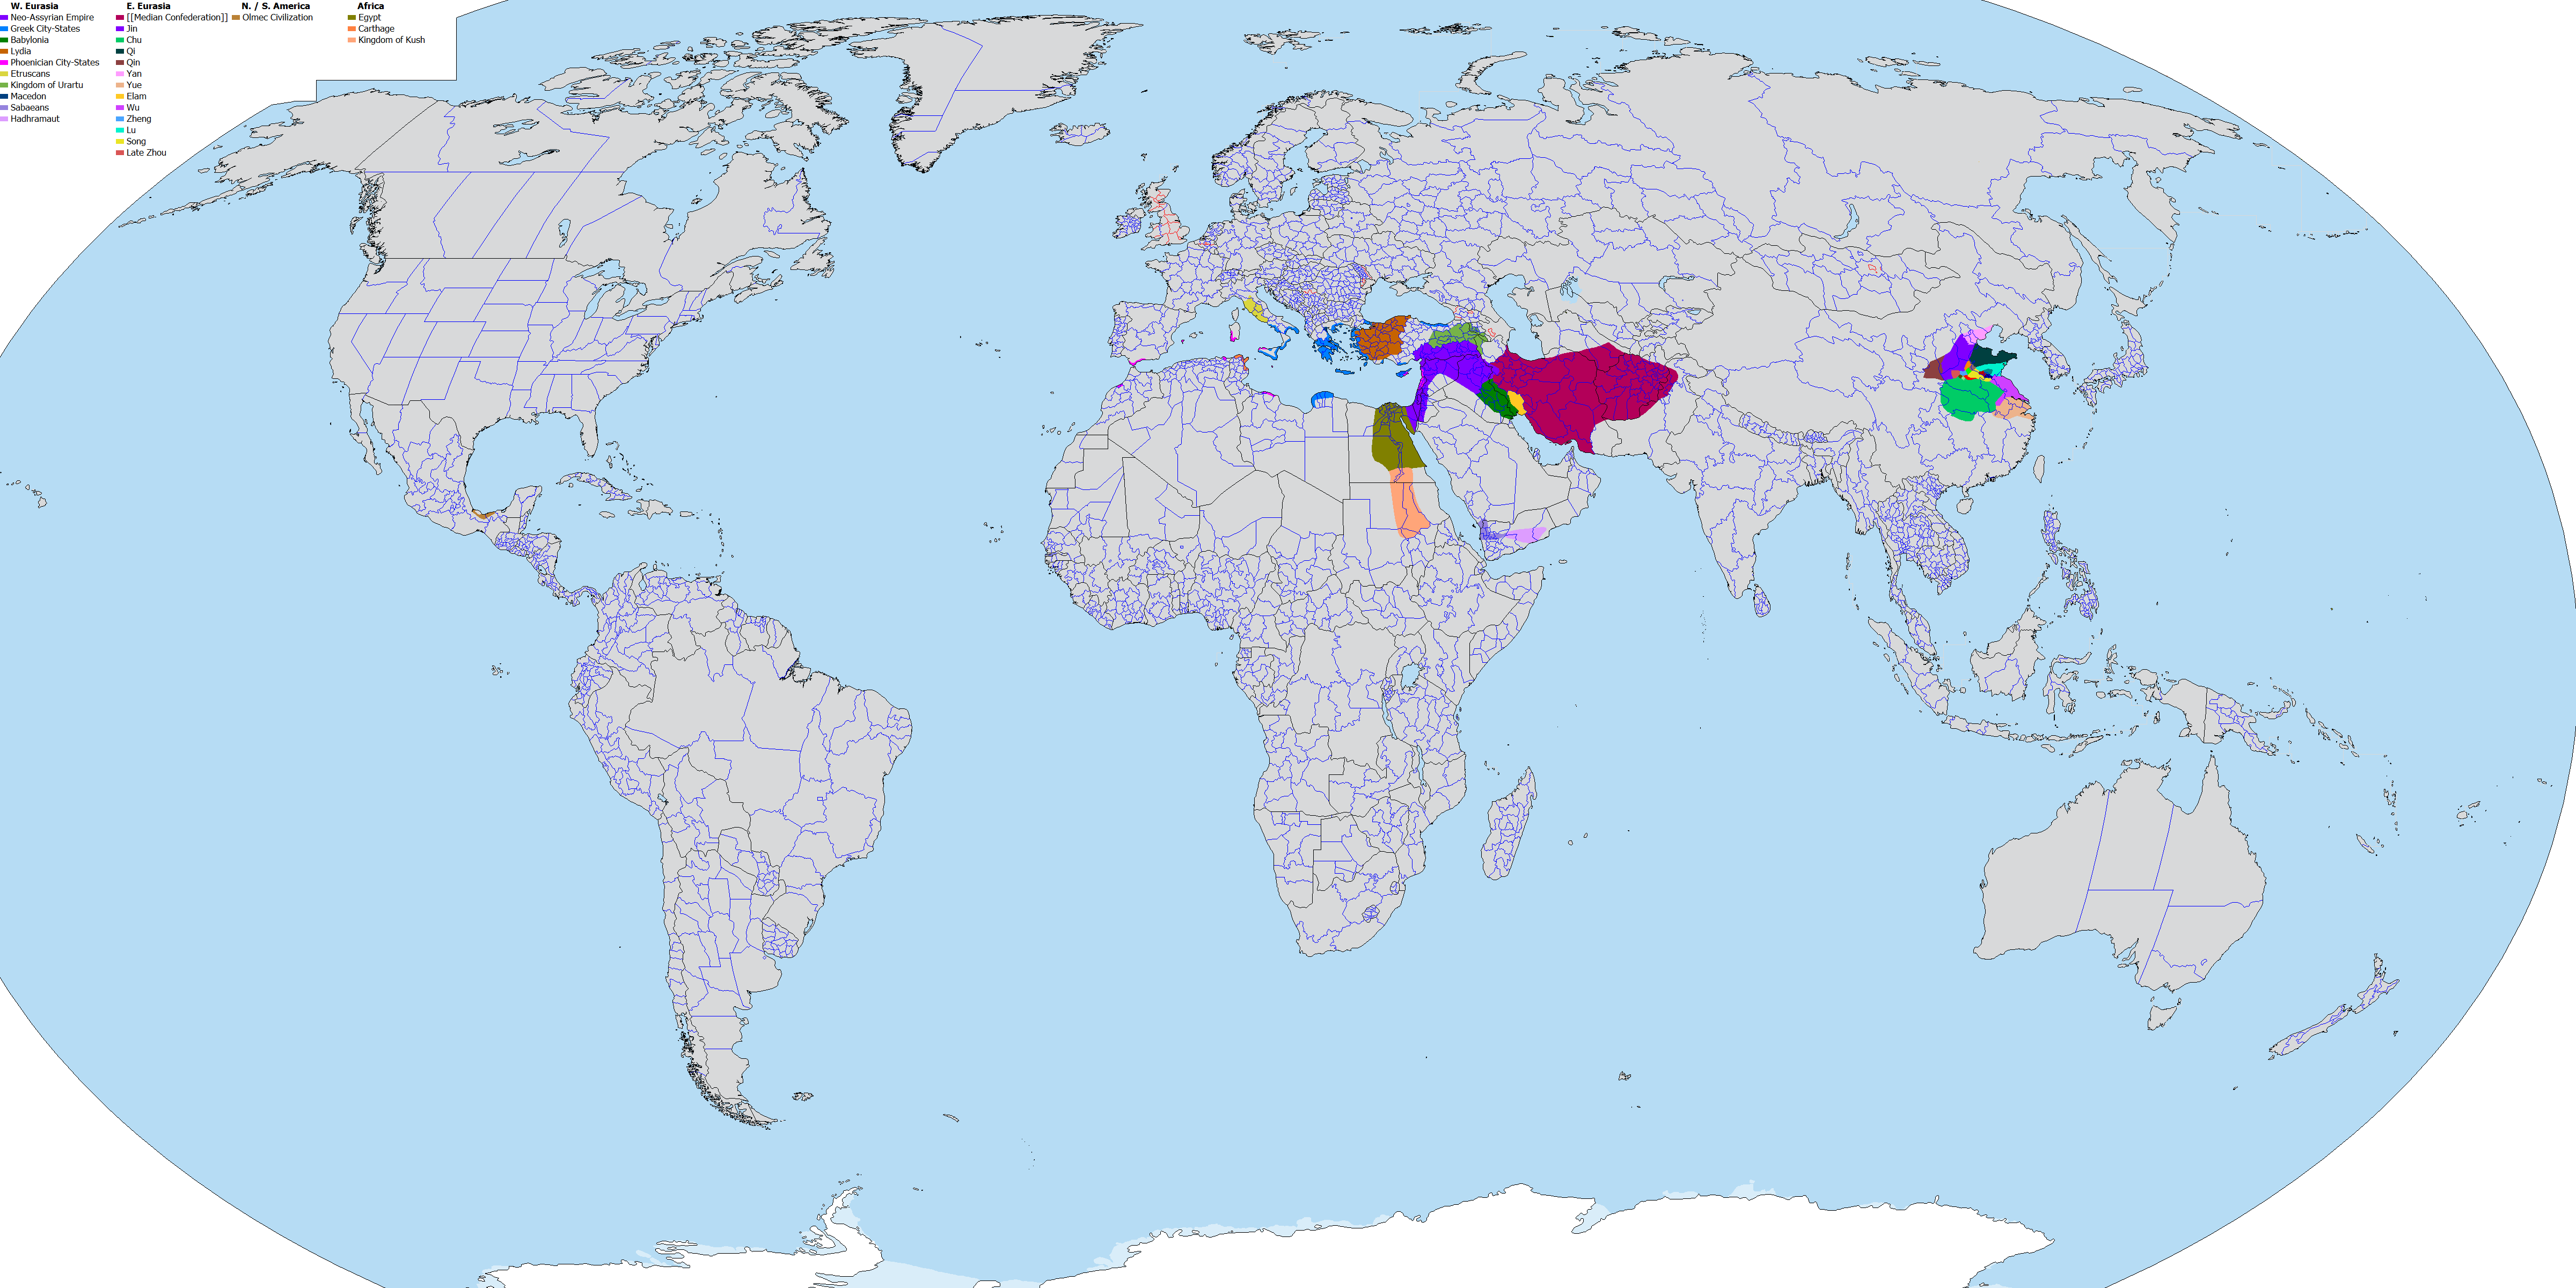 W. Eurasia
Neo-Assyrian Empire
Greek City-States
Babylonia
Lydia
Phoenician City-States
Etruscans
Kingdom of Urartu
Macedon
Sabaeans
Hadhramaut
E. Eurasia
[[Median Confederation]]
Jin
Chu
Qi
Qin
Yan
Yue
Elam
Wu
Zheng
Lu
Song
Late Zhou
N. / S. America
Olmec Civilization
Africa
Egypt
Carthage
Kingdom of Kush